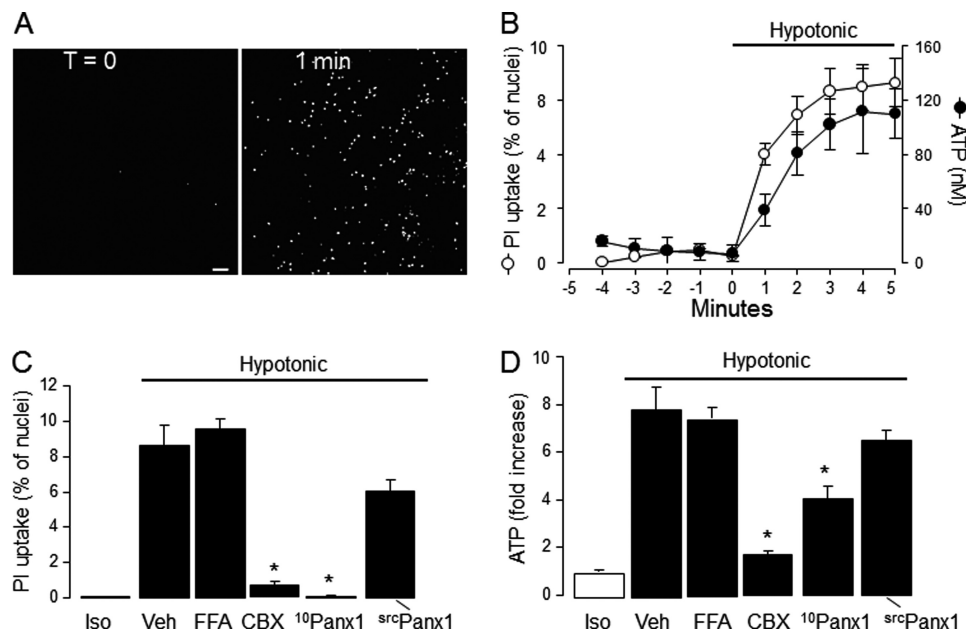 A
T = 0
1 min
B
Hypotonic
PI uptake (% of nuclei)
10
8
4
2
0
160
120
80
40
0
ATP (nM)
-5 -4 -3 -2 -1 0 1 2 3 4 5
Minutes
C
Hypotonic
PI uptake (% of nuclei)
12
10
8
6
4
2
0
Iso Veh FFA CBX ¹⁰Panx1 ˢʳᶜPanx1
* *
D
Hypotonic
ATP (fold increase)
10
8
6
4
2
0
Iso Veh FFA CBX ¹⁰Panx1 ˢʳᶜPanx1
* *